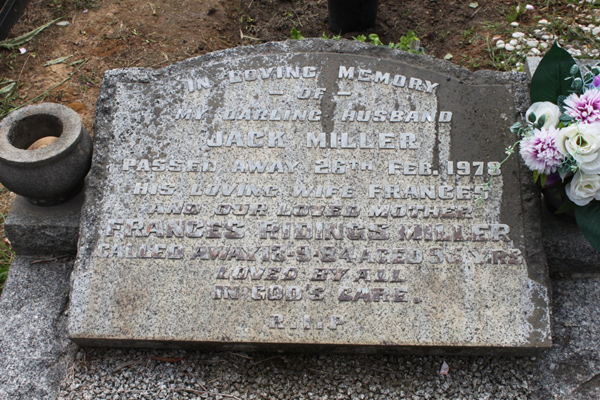 IN LOVING MEMORY
– OF –
MY DARLING HUSBAND
JACK MILLER
PASSED AWAY 26TH FEB. 1978
HIS LOVING WIFE FRANCES
AND OUR LOVED MOTHER
FRANCES RIDINGS MILLER
CALLED AWAY 13-9-84 AGED YRS
LOVED BY ALL
IN GOD'S CARE.
R.I.P